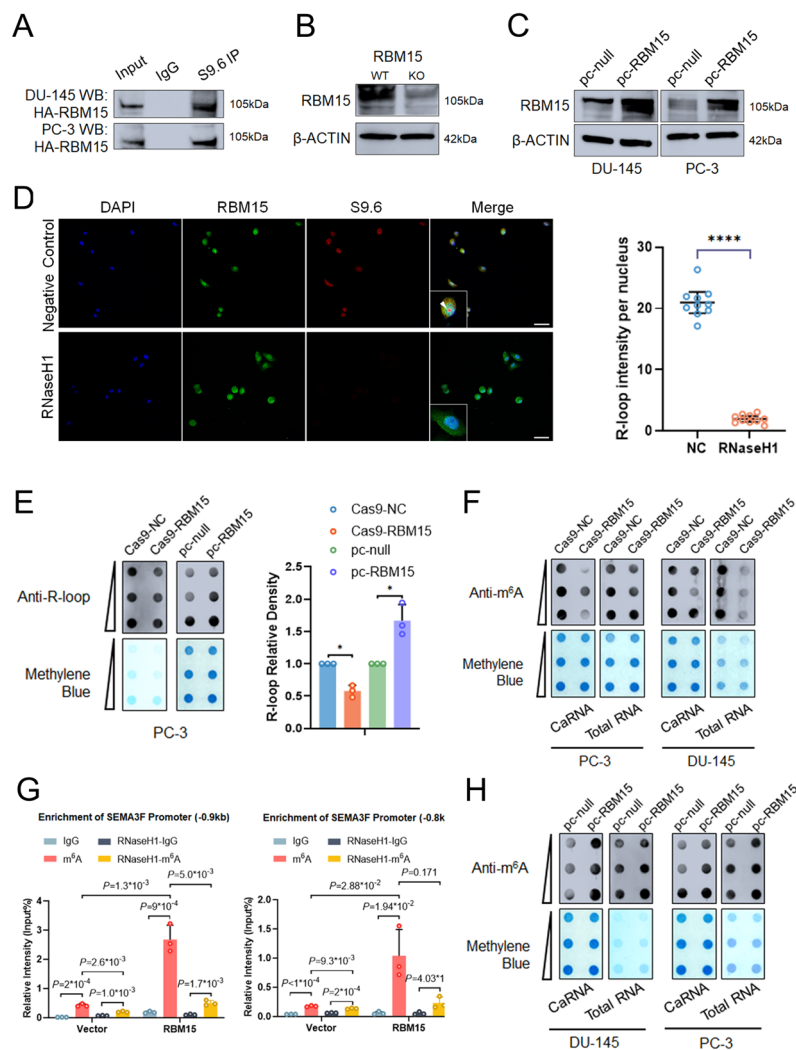 A
Input
IgG
S9.6 IP
DU-145 WB:
HA-RBM15
105kDa
PC-3 WB:
HA-RBM15
105kDa
B
RBM15
WT KO
RBM15
105kDa
β-ACTIN
42kDa
C
pc-null
pc-RBM15
pc-null
pc-RBM15
RBM15
105kDa
β-ACTIN
42kDa
DU-145 PC-3
D
DAPI RBM15 S9.6 Merge
Negative Control
RNaseH1
R-loop intensity per nucleus
30
20
10
0
****
NC RNaseH1
E
Cas9-NC
Cas9-RBM15
pc-null
pc-RBM15
Anti-R-loop
Methylene
Blue
PC-3
Cas9-NC
Cas9-RBM15
pc-null
pc-RBM15
R-loop Relative Density
2.5
2.0
1.5
1.0
0.5
0.0
*
*
F
Cas9-NC
Cas9-RBM15
Cas9-NC
Cas9-RBM15
Cas9-NC
Cas9-RBM15
Cas9-NC
Cas9-RBM15
Anti-m⁶A
Methylene
Blue
CaRNA
Total RNA
CaRNA
Total RNA
PC-3
DU-145
G
Enrichment of SEMA3F Promoter (-0.9kb)
IgG RNaseH1-IgG
m⁶A RNaseH1-m⁶A
P=5.0*10⁻³
P=1.3*10⁻³
P=9*10⁻⁴
P=2.6*10⁻³
P=2*10⁻⁴
P=1.0*10⁻³
P=1.7*10⁻³
Relative Intensity (Input%)
4
3
2
1
0
Vector RBM15
Enrichment of SEMA3F Promoter (-0.8k
IgG RNaseH1-IgG
m⁶A RNaseH1-m⁶A
P=0.171
P=2.88*10⁻²
P=1.94*10⁻²
P=9.3*10⁻³
P<1*10⁻⁴
P=2*10⁻⁴
P=4.03*1
Relative Intensity (Input%)
2.0
1.5
1.0
0.5
0.0
Vector RBM15
H
pc-null
pc-RBM15
pc-null
pc-RBM15
pc-null
pc-RBM15
pc-null
pc-RBM15
Anti-m⁶A
Methylene
Blue
CaRNA
Total RNA
CaRNA
Total RNA
DU-145
PC-3